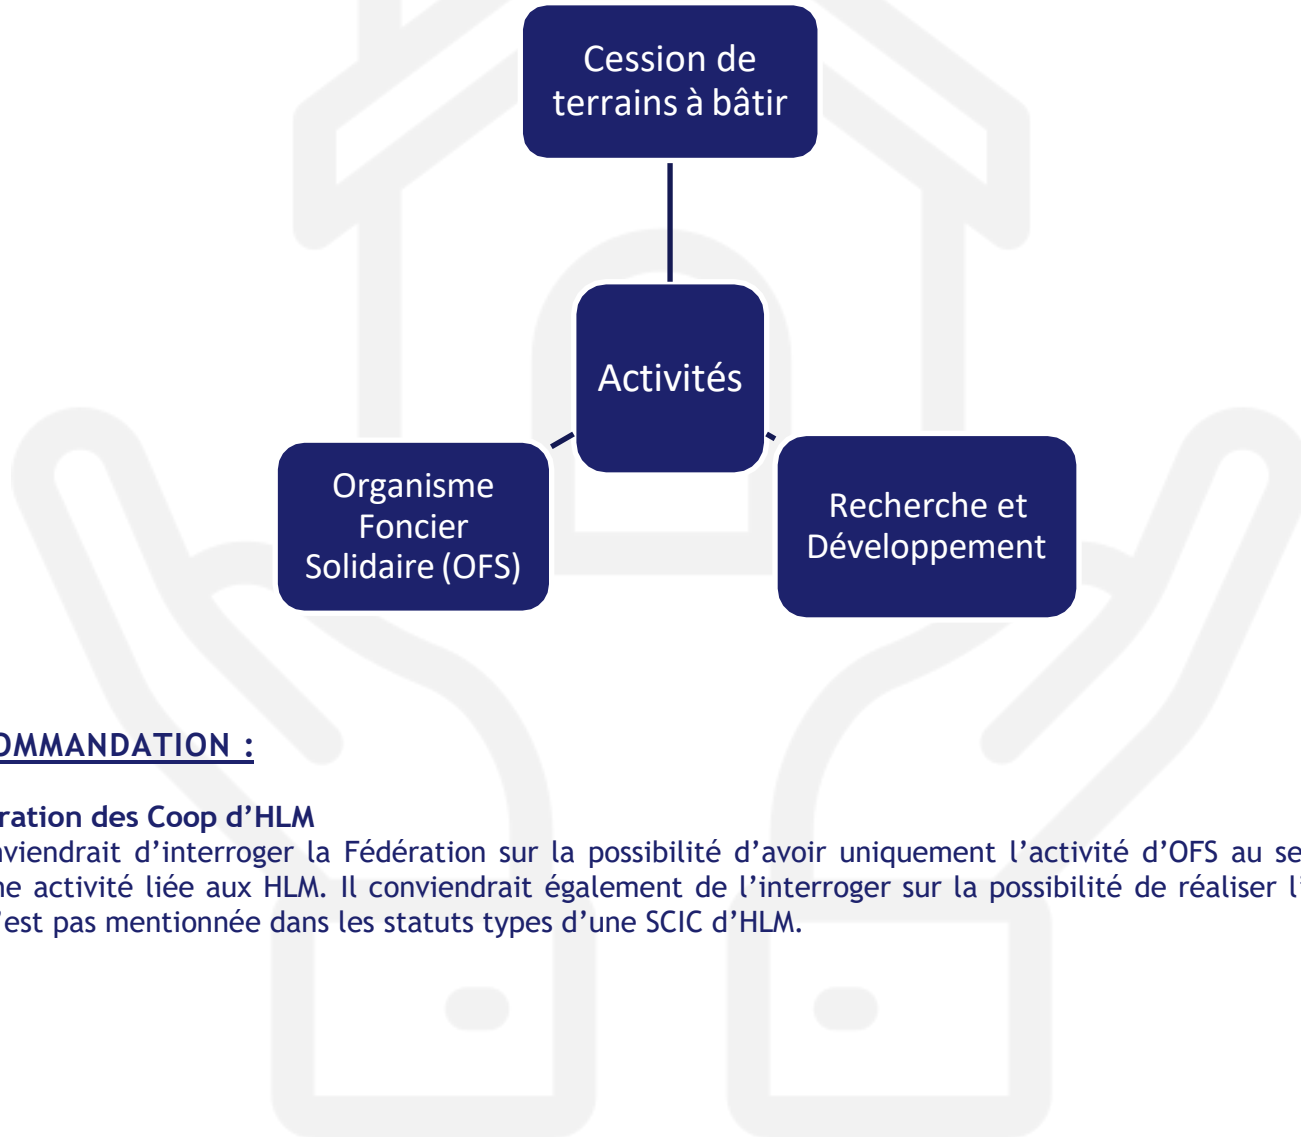 Cession de
terrains à bâtir
Activités
Organisme
Foncier
Solidaire (OFS)
Recherche et
Développement
OMMANDATION :
ration des Coop d’HLM
nviendrait d’interroger la Fédération sur la possibilité d’avoir uniquement l’activité d’OFS au se
ne activité liée aux HLM. Il conviendrait également de l’interroger sur la possibilité de réaliser l’
’est pas mentionnée dans les statuts types d’une SCIC d’HLM.